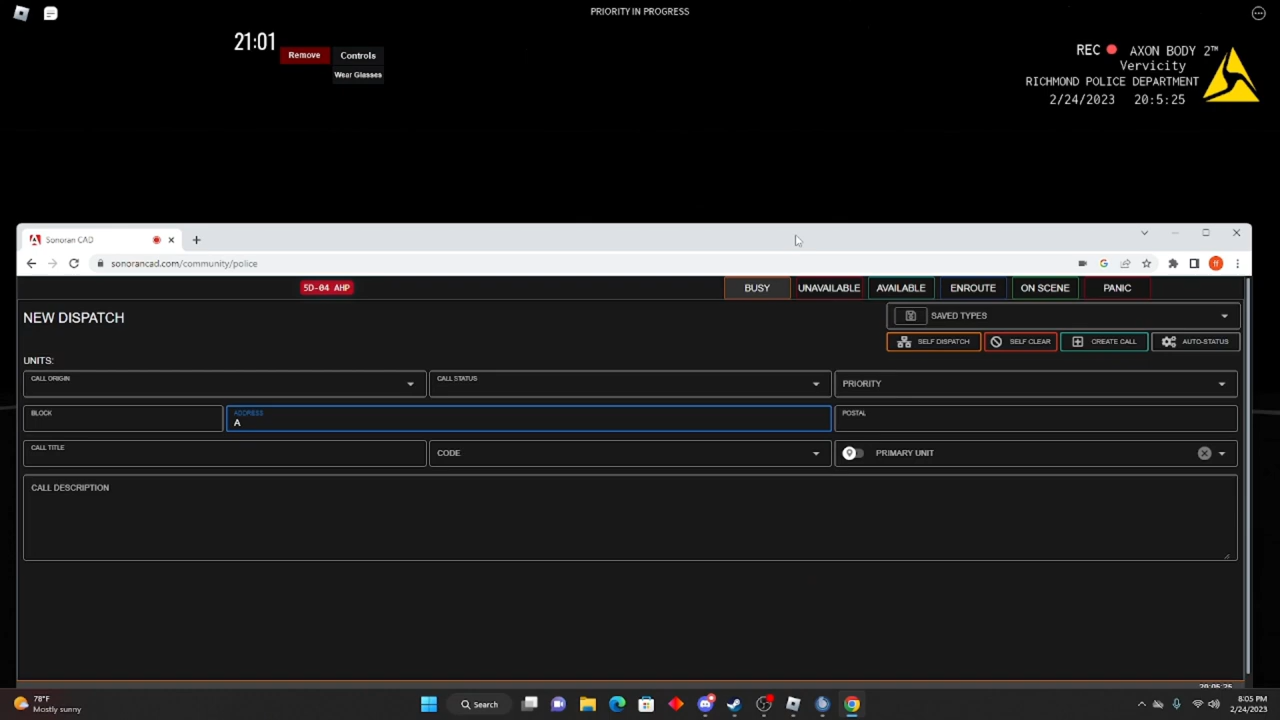 PRIORITY IN PROGRESS
21:01
Remove
Controls
Wear Glasses
REC AXON BODY 2™
Vervicity
RICHMOND POLICE DEPARTMENT
2/24/2023 20:5:25
Sonoran CAD
sonorancad.com/community/police
5D-04 AHP
BUSY
UNAVAILABLE
AVAILABLE
ENROUTE
ON SCENE
PANIC
NEW DISPATCH
SAVED TYPES
SELF DISPATCH
SELF CLEAR
CREATE CALL
AUTO-STATUS
UNITS:
CALL ORIGIN
CALL STATUS
PRIORITY
BLOCK
ADDRESS
A
POSTAL
CALL TITLE
CODE
PRIMARY UNIT
CALL DESCRIPTION
20:05:25
78°F
Mostly sunny
Search
8:05 PM
2/24/2023